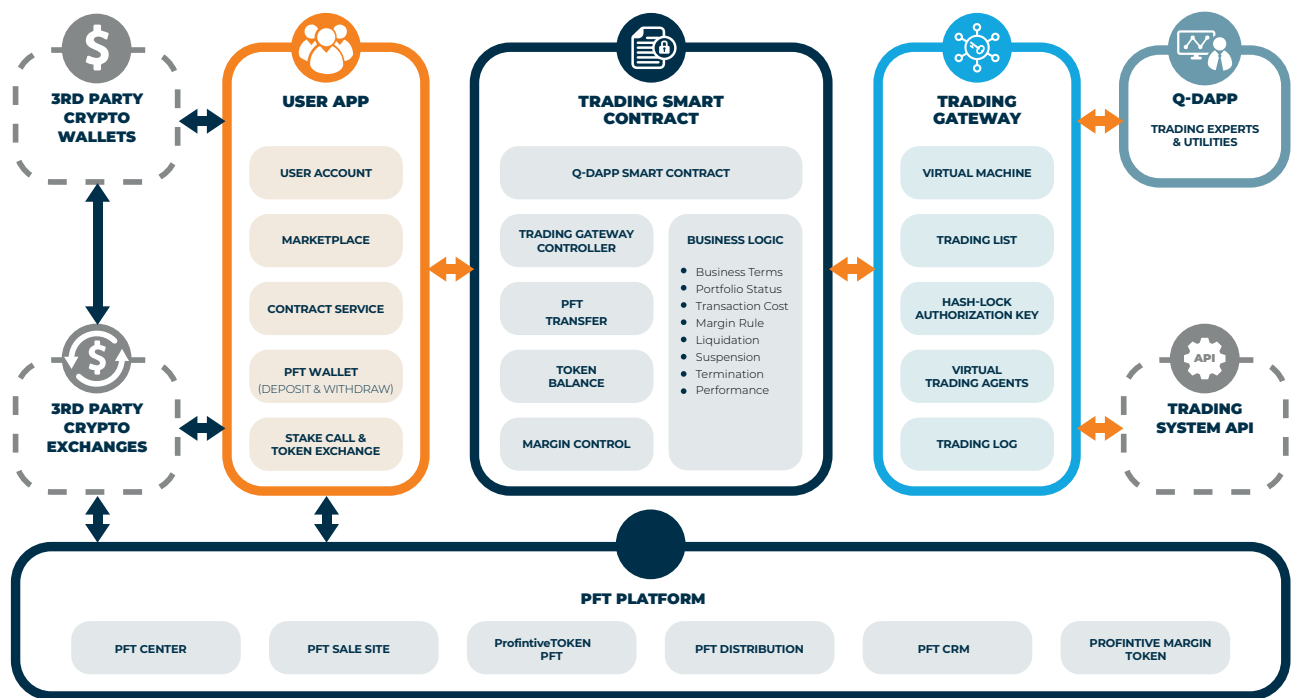 3RD PARTY
CRYPTO
WALLETS
3RD PARTY
CRYPTO
EXCHANGES
USER APP
USER ACCOUNT
MARKETPLACE
CONTRACT SERVICE
PFT WALLET
(DEPOSIT & WITHDRAW)
STAKE CALL &
TOKEN EXCHANGE
TRADING SMART
CONTRACT
Q-DAPP SMART CONTRACT
TRADING GATEWAY
CONTROLLER
PFT
TRANSFER
TOKEN
BALANCE
MARGIN CONTROL
BUSINESS LOGIC
Business Terms
Portfolio Status
Transaction Cost
Margin Rule
Liquidation
Suspension
Termination
Performance
TRADING
GATEWAY
VIRTUAL MACHINE
TRADING LIST
HASH-LOCK
AUTHORIZATION KEY
VIRTUAL
TRADING AGENTS
TRADING LOG
Q-DAPP
TRADING EXPERTS
& UTILITIES
API
TRADING
SYSTEM API
PFT PLATFORM
PFT CENTER
PFT SALE SITE
ProfintiveTOKEN
PFT
PFT DISTRIBUTION
PFT CRM
PROFINTIVE MARGIN
TOKEN